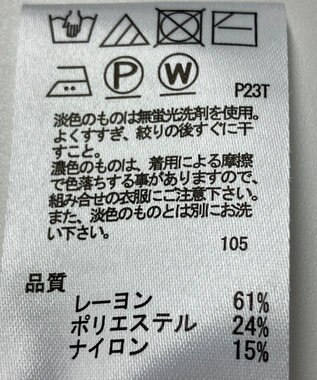 P
W
P23T
淡色のものは無蛍光洗剤を使用。
よくすすぎ、絞りの後すぐに干
すこと。
濃色のものは、着用による摩擦
で色落ちする事がありますので、
組み合せの衣服にご注意下さい。
また、淡色のものとは別にお洗
い下さい。
105
品質
レーヨン 61%
ポリエステル 24%
ナイロン 15%